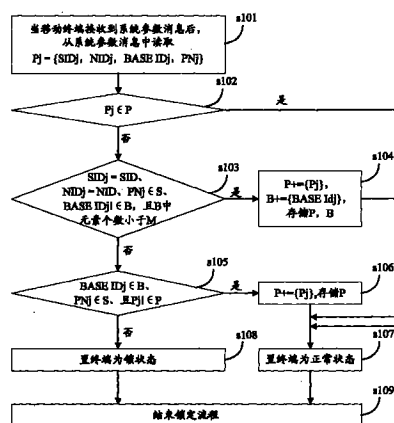 s101
当移动终端接收到系统参数消息后,
从系统参数消息中读取
Pj = {SIDj, NIDj, BASE IDj, PNj}
s102
Pj ∈ P
是
否
s103
SIDj = SID、
NIDj = NID、PNj ∈ S、
BASE IDj! ∈ B, 且B中
元素个数小于M
是
s104
P+={Pj},
B+={BASE Idj},
存储P、B
否
s105
BASE IDj ∈ B、
PNj ∈ S、且Pj! ∈ P
是
s106
P+={Pj},存储P
否
s108
置终端为锁状态
s107
置终端为正常状态
s109
结束锁定流程